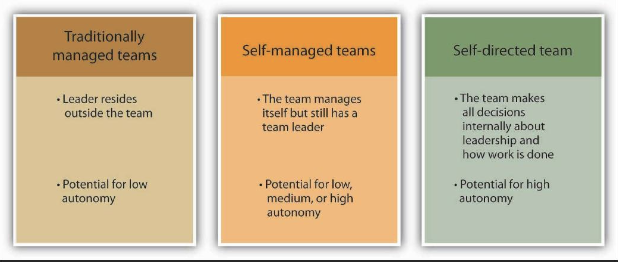 Traditionally
managed teams
• Leader resides
outside the team
• Potential for low
autonomy
Self-managed teams
• The team manages
itself but still has a
team leader
• Potential for low,
medium, or high
autonomy
Self-directed team
• The team makes
all decisions
internally about
leadership and
how work is done
• Potential for high
autonomy